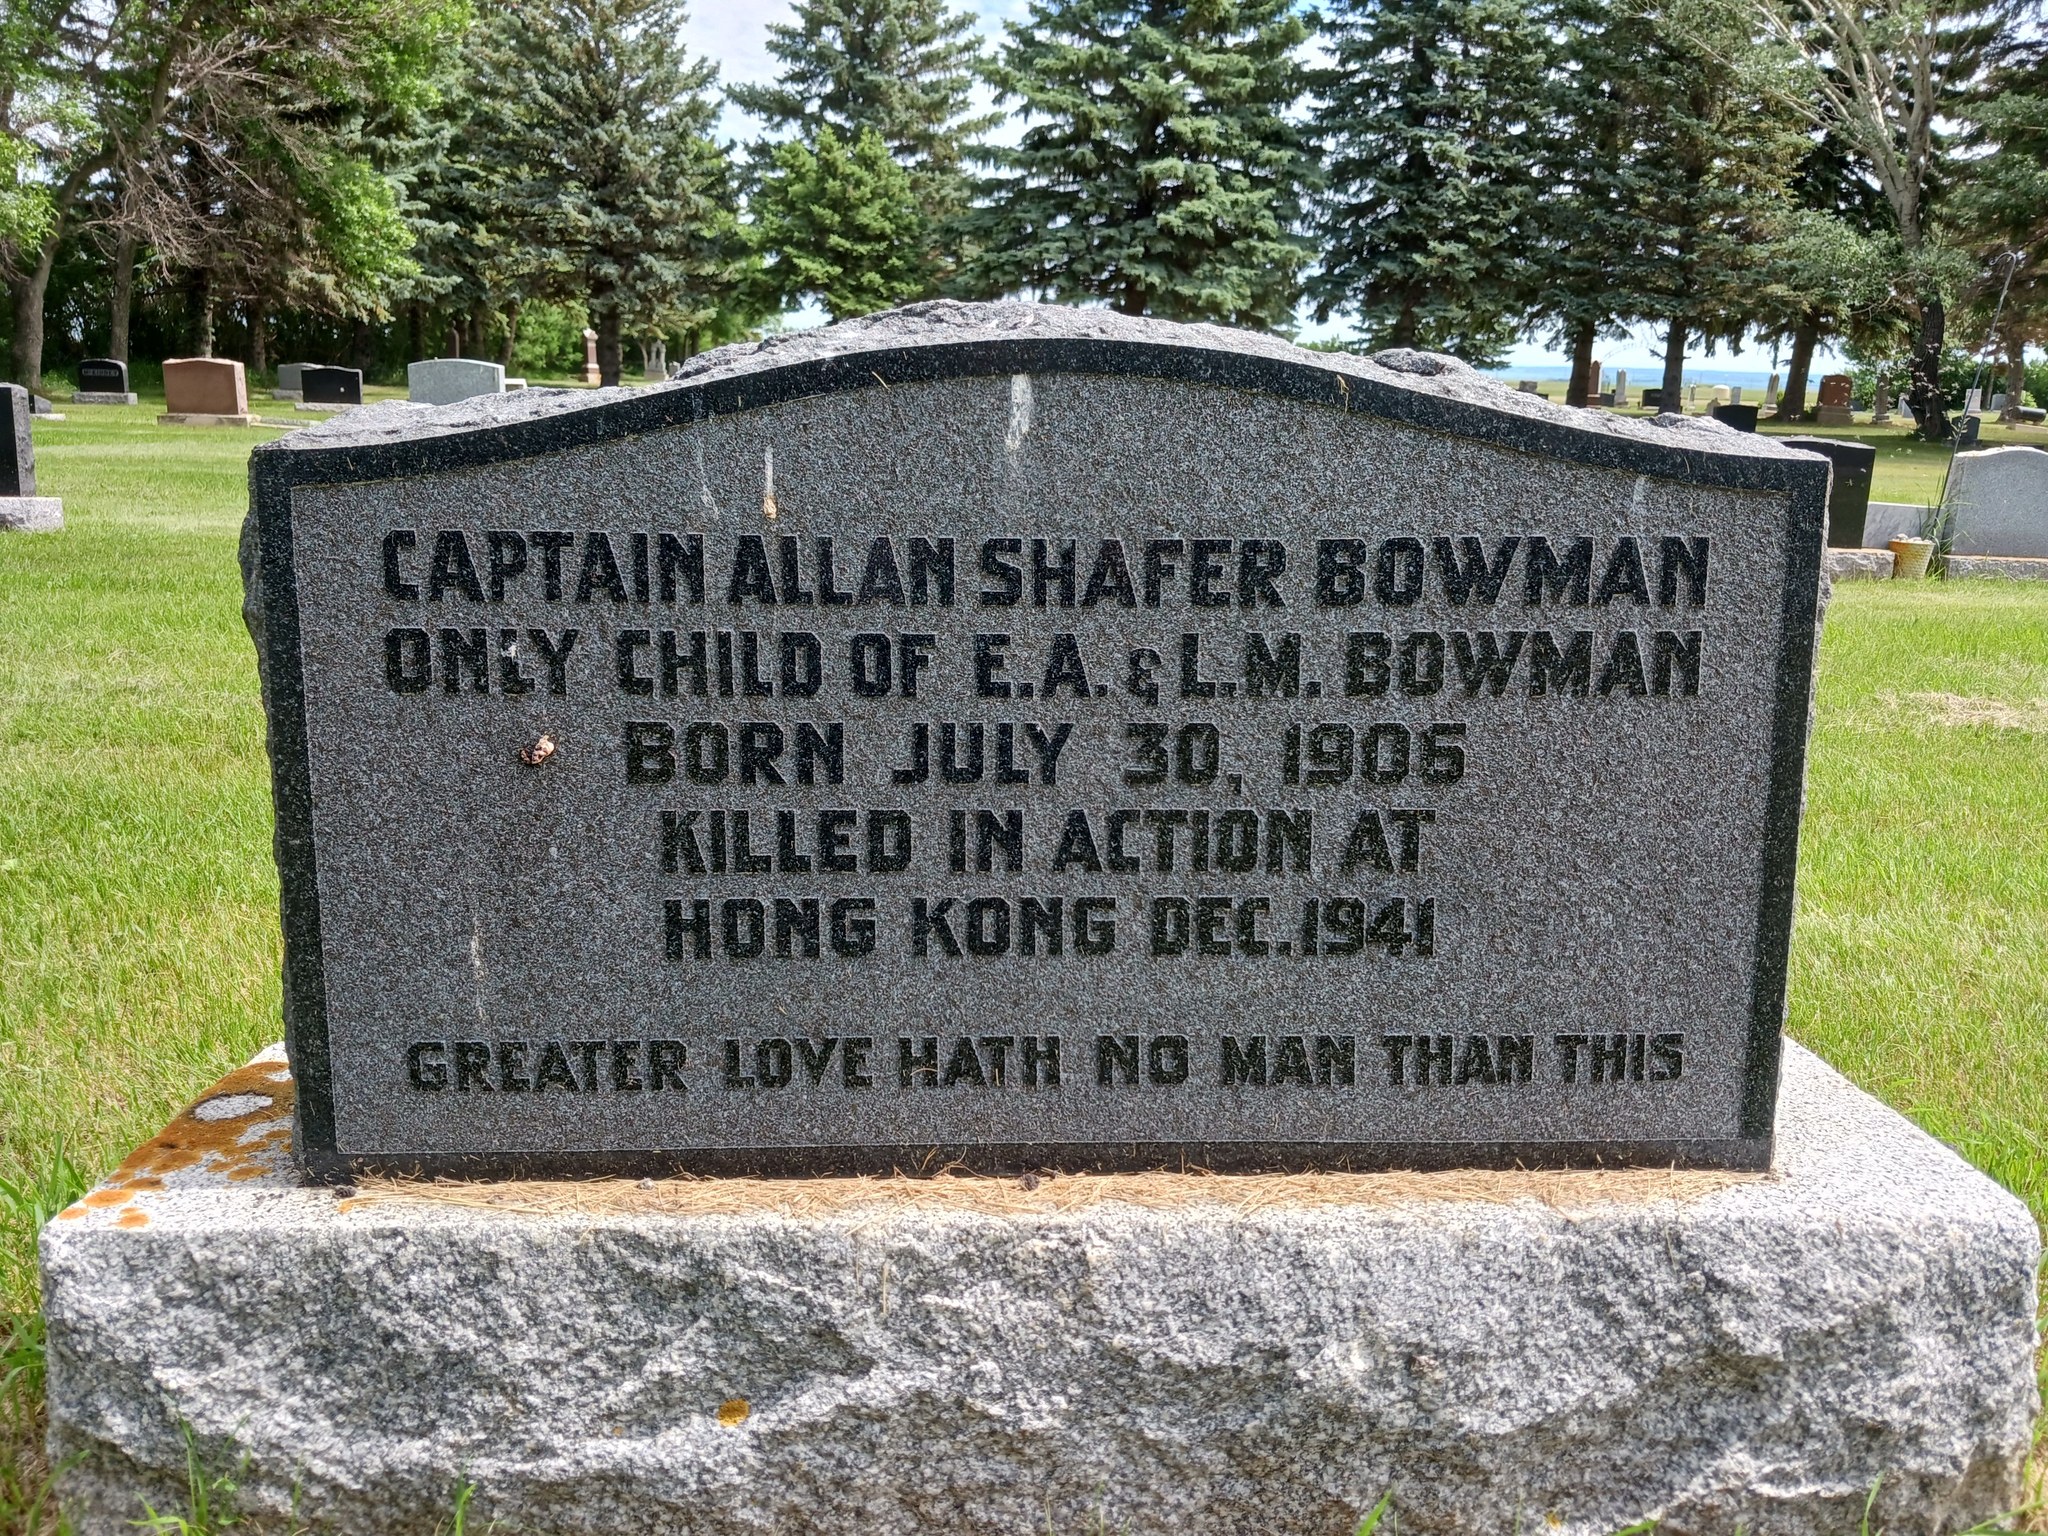 CAPTAIN ALLAN SHAFER BOWMAN
ONLY CHILD OF E.A. & L.M. BOWMAN
BORN JULY 30, 1905
KILLED IN ACTION AT
HONG KONG DEC. 1941
GREATER LOVE HATH NO MAN THAN THIS